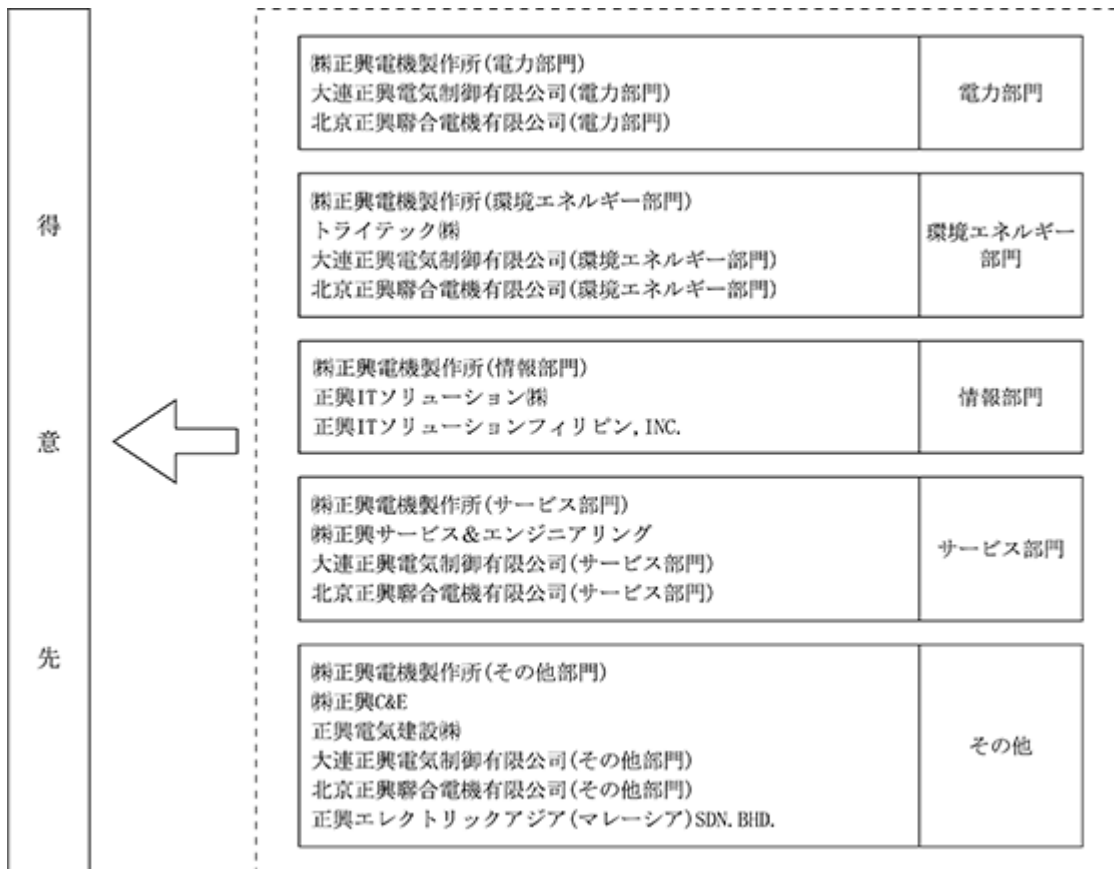 得意先
㈱正興電機製作所(電力部門)
大連正興電気制御有限公司(電力部門)
北京正興聯合電機有限公司(電力部門)
電力部門
㈱正興電機製作所(環境エネルギー部門)
トライテック㈱
大連正興電気制御有限公司(環境エネルギー部門)
北京正興聯合電機有限公司(環境エネルギー部門)
環境エネルギー
部門
㈱正興電機製作所(情報部門)
正興ITソリューション㈱
正興ITソリューションフィリピン, INC.
情報部門
㈱正興電機製作所(サービス部門)
㈱正興サービス&エンジニアリング
大連正興電気制御有限公司(サービス部門)
北京正興聯合電機有限公司(サービス部門)
サービス部門
㈱正興電機製作所(その他部門)
㈱正興C&E
正興電気建設㈱
大連正興電気制御有限公司(その他部門)
北京正興聯合電機有限公司(その他部門)
正興エレクトリックアジア(マレーシア)SDN. BHD.
その他